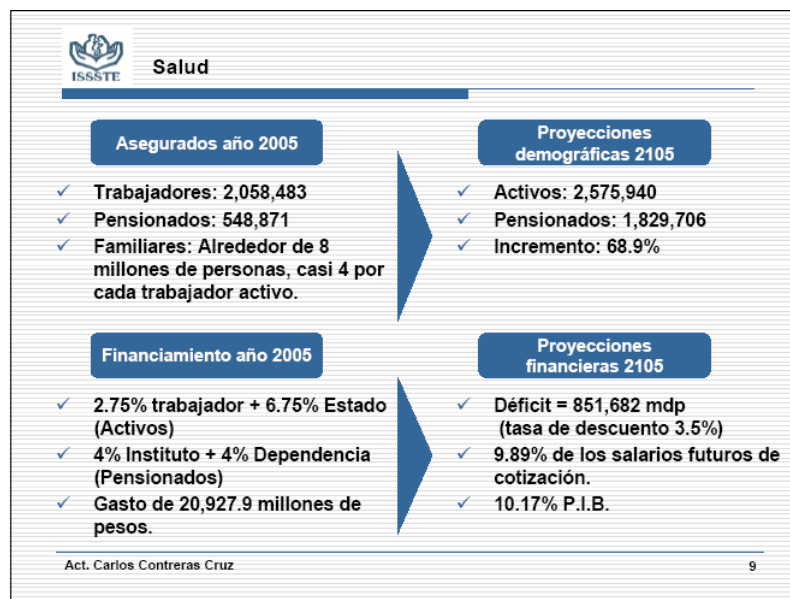 ISSSTE
Salud
Asegurados año 2005
✓ Trabajadores: 2,058,483
✓ Pensionados: 548,871
✓ Familiares: Alrededor de 8
millones de personas, casi 4 por
cada trabajador activo.
Proyecciones
demográficas 2105
✓ Activos: 2,575,940
✓ Pensionados: 1,829,706
✓ Incremento: 68.9%
Financiamiento año 2005
✓ 2.75% trabajador + 6.75% Estado
(Activos)
✓ 4% Instituto + 4% Dependencia
(Pensionados)
✓ Gasto de 20,927.9 millones de
pesos.
Proyecciones
financieras 2105
✓ Déficit = 851,682 mdp
(tasa de descuento 3.5%)
✓ 9.89% de los salarios futuros de
cotización.
✓ 10.17% P.I.B.
Act. Carlos Contreras Cruz
9